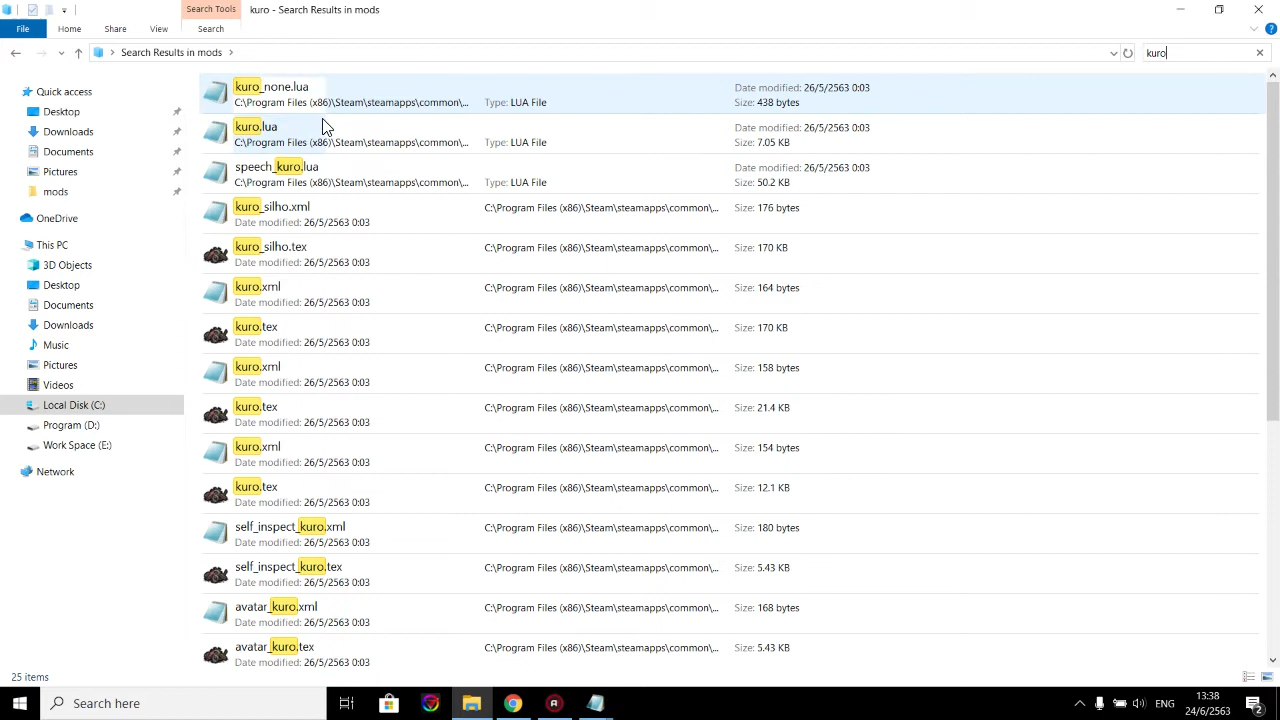 Search Tools
kuro - Search Results in mods
File
Home
Share
View
Search
Search Results in mods
kuro
Quick access
Desktop
Downloads
Documents
Pictures
mods
OneDrive
This PC
3D Objects
Desktop
Documents
Downloads
Music
Pictures
Videos
Local Disk (C:)
Program (D:)
Work Space (E:)
Network
kuro_none.lua
C:\Program Files (x86)\Steam\steamapps\common\... Type: LUA File
Date modified: 26/5/2563 0:03
Size: 438 bytes
kuro.lua
C:\Program Files (x86)\Steam\steamapps\common\... Type: LUA File
Date modified: 26/5/2563 0:03
Size: 7.05 KB
speech_kuro.lua
C:\Program Files (x86)\Steam\steamapps\common\... Type: LUA File
Date modified: 26/5/2563 0:03
Size: 50.2 KB
kuro_silho.xml C:\Program Files (x86)\Steam\steamapps\common\... Size: 176 bytes
Date modified: 26/5/2563 0:03
kuro_silho.tex C:\Program Files (x86)\Steam\steamapps\common\... Size: 170 KB
Date modified: 26/5/2563 0:03
kuro.xml C:\Program Files (x86)\Steam\steamapps\common\... Size: 164 bytes
Date modified: 26/5/2563 0:03
kuro.tex C:\Program Files (x86)\Steam\steamapps\common\... Size: 170 KB
Date modified: 26/5/2563 0:03
kuro.xml C:\Program Files (x86)\Steam\steamapps\common\... Size: 158 bytes
Date modified: 26/5/2563 0:03
kuro.tex C:\Program Files (x86)\Steam\steamapps\common\... Size: 21.4 KB
Date modified: 26/5/2563 0:03
kuro.xml C:\Program Files (x86)\Steam\steamapps\common\... Size: 154 bytes
Date modified: 26/5/2563 0:03
kuro.tex C:\Program Files (x86)\Steam\steamapps\common\... Size: 12.1 KB
Date modified: 26/5/2563 0:03
self_inspect_kuro.xml C:\Program Files (x86)\Steam\steamapps\common\... Size: 180 bytes
Date modified: 26/5/2563 0:03
self_inspect_kuro.tex C:\Program Files (x86)\Steam\steamapps\common\... Size: 5.43 KB
Date modified: 26/5/2563 0:03
avatar_kuro.xml C:\Program Files (x86)\Steam\steamapps\common\... Size: 168 bytes
Date modified: 26/5/2563 0:03
avatar_kuro.tex C:\Program Files (x86)\Steam\steamapps\common\... Size: 5.43 KB
Date modified: 26/5/2563 0:03
25 items
Search here
ENG
13:38
24/6/2563
2